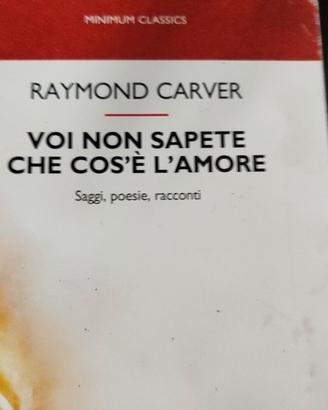 MINIMUM CLASSICS
RAYMOND CARVER
VOI NON SAPETE
CHE COS'È L'AMORE
Saggi, poesie, racconti